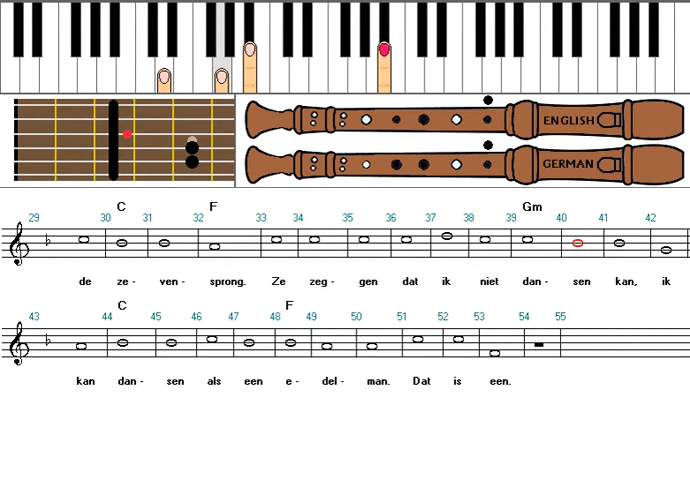 ENGLISH
GERMAN
C F Gm
29 30 31 32 33 34 35 36 37 38 39 40 41 42
de ze- ven- sprong. Ze zeg- gen dat ik niet dan- sen kan, ik
C F
43 44 45 46 47 48 49 50 51 52 53 54 55
kan dan- sen als een e- del- man. Dat is een.